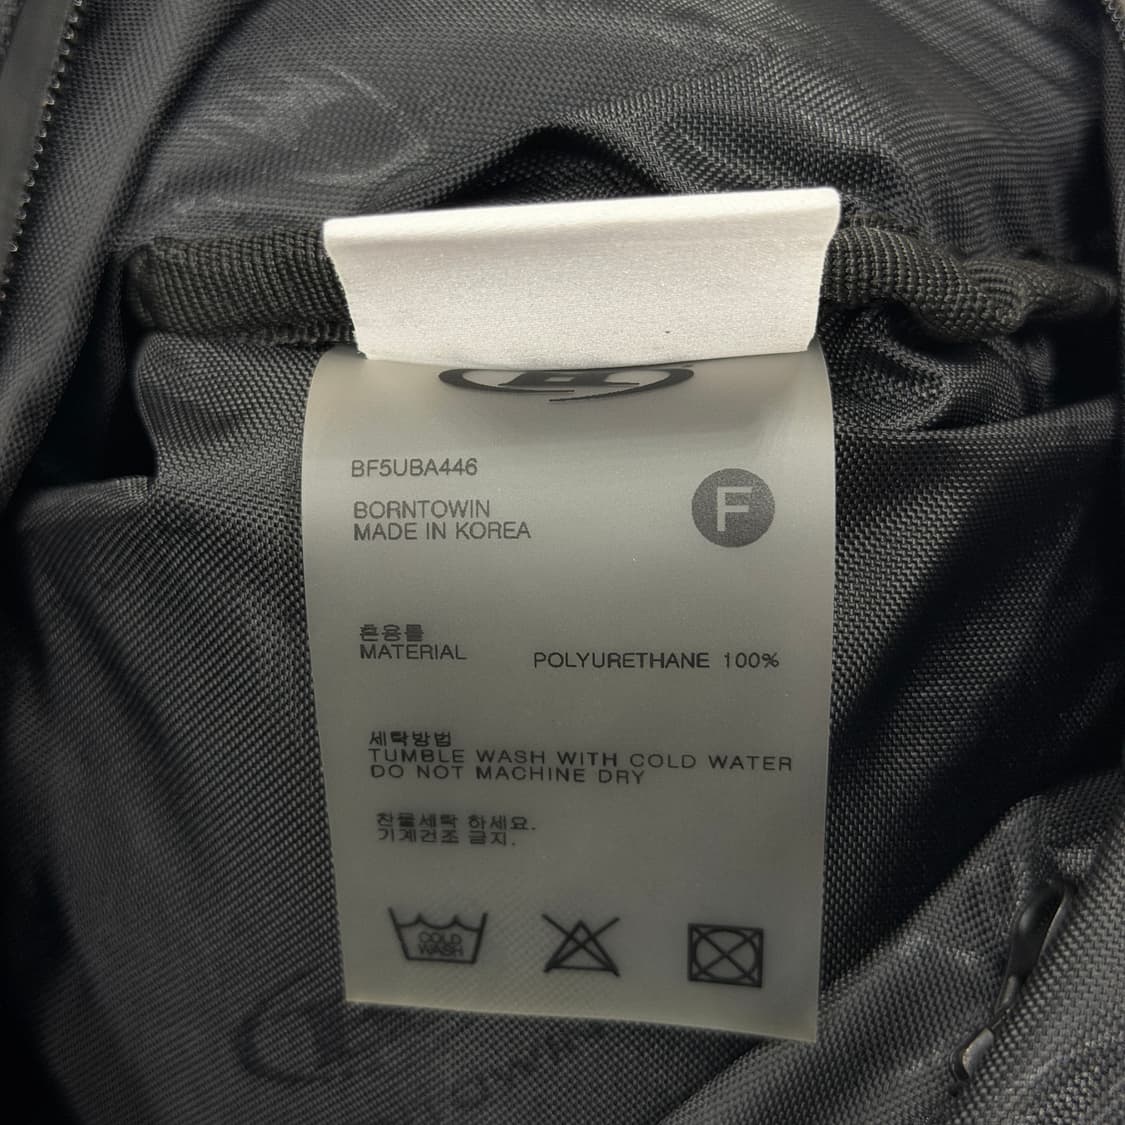 BF5UBA446
BORNTOWIN
MADE IN KOREA
F
혼용률
MATERIAL POLYURETHANE 100%
세탁방법
TUMBLE WASH WITH COLD WATER
DO NOT MACHINE DRY
찬물세탁 하세요.
기계건조 금지.
COLD
WASH